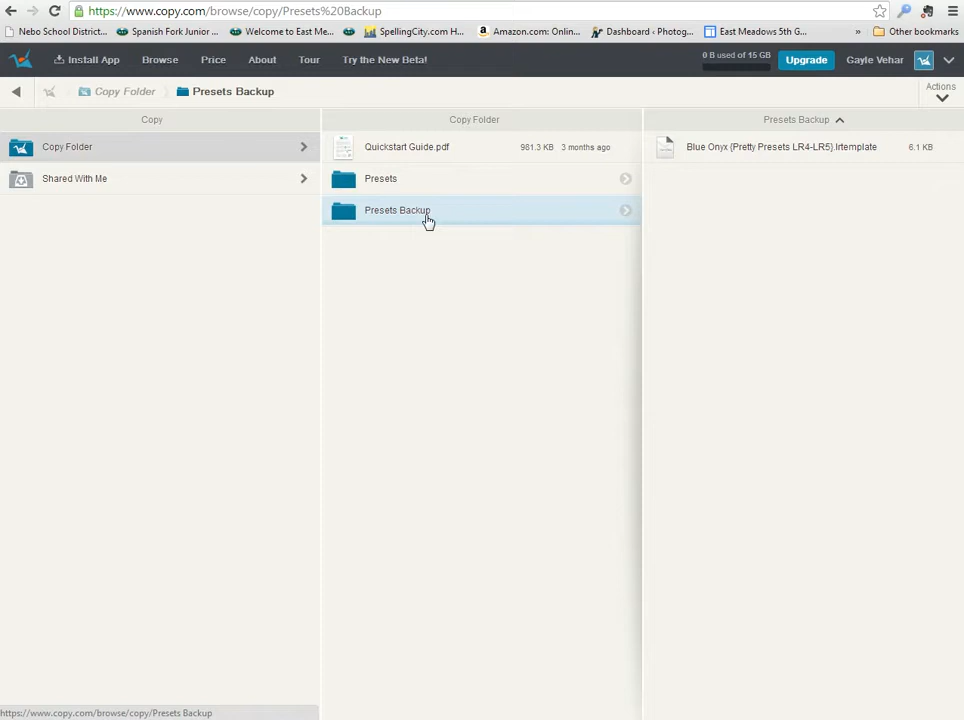 https://www.copy.com/browse/copy/Presets%20Backup
Nebo School District... Spanish Fork Junior ... Welcome to East Me... SpellingCity.com H... Amazon.com: Onlin... Dashboard ‹ Photog... East Meadows 5th G... » Other bookmarks
Install App Browse Price About Tour Try the New Beta! 0 B used of 15 GB Upgrade Gayle Vehar
Copy Folder Presets Backup Actions
Copy Copy Folder Presets Backup
Copy Folder Quickstart Guide.pdf 981.3 KB 3 months ago Blue Onyx (Pretty Presets LR4-LR5).lrtemplate 6.1 KB
Shared With Me Presets
Presets Backup
https://www.copy.com/browse/copy/Presets Backup